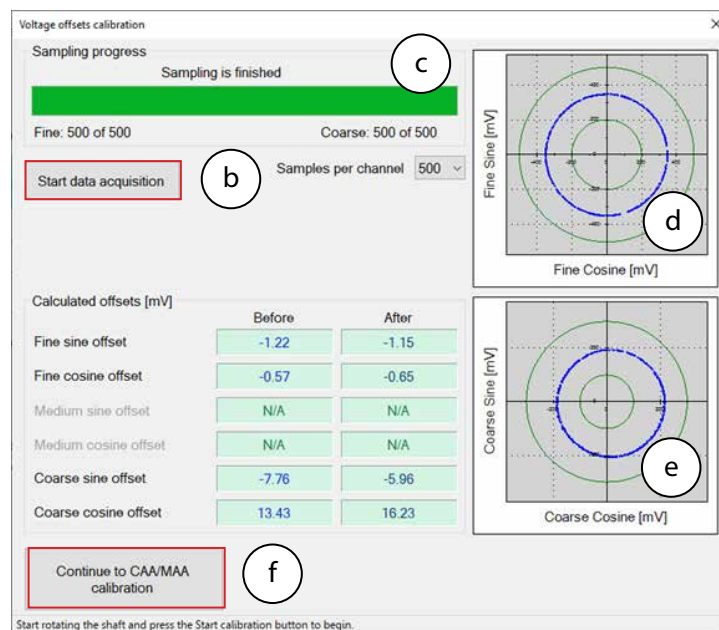 Voltage offsets calibration
Sampling progress
c
Sampling is finished
Fine: 500 of 500 Coarse: 500 of 500
Start data acquisition
b
Samples per channel 500
Fine Sine [mV]
d
Fine Cosine [mV]
Calculated offsets [mV]
Before After
Fine sine offset -1.22 -1.15
Fine cosine offset -0.57 -0.65
Medium sine offset N/A N/A
Medium cosine offset N/A N/A
Coarse sine offset -7.76 -5.96
Coarse cosine offset 13.43 16.23
Coarse Sine [mV]
e
Coarse Cosine [mV]
Continue to CAA/MAA
calibration
f
Start rotating the shaft and press the Start calibration button to begin.